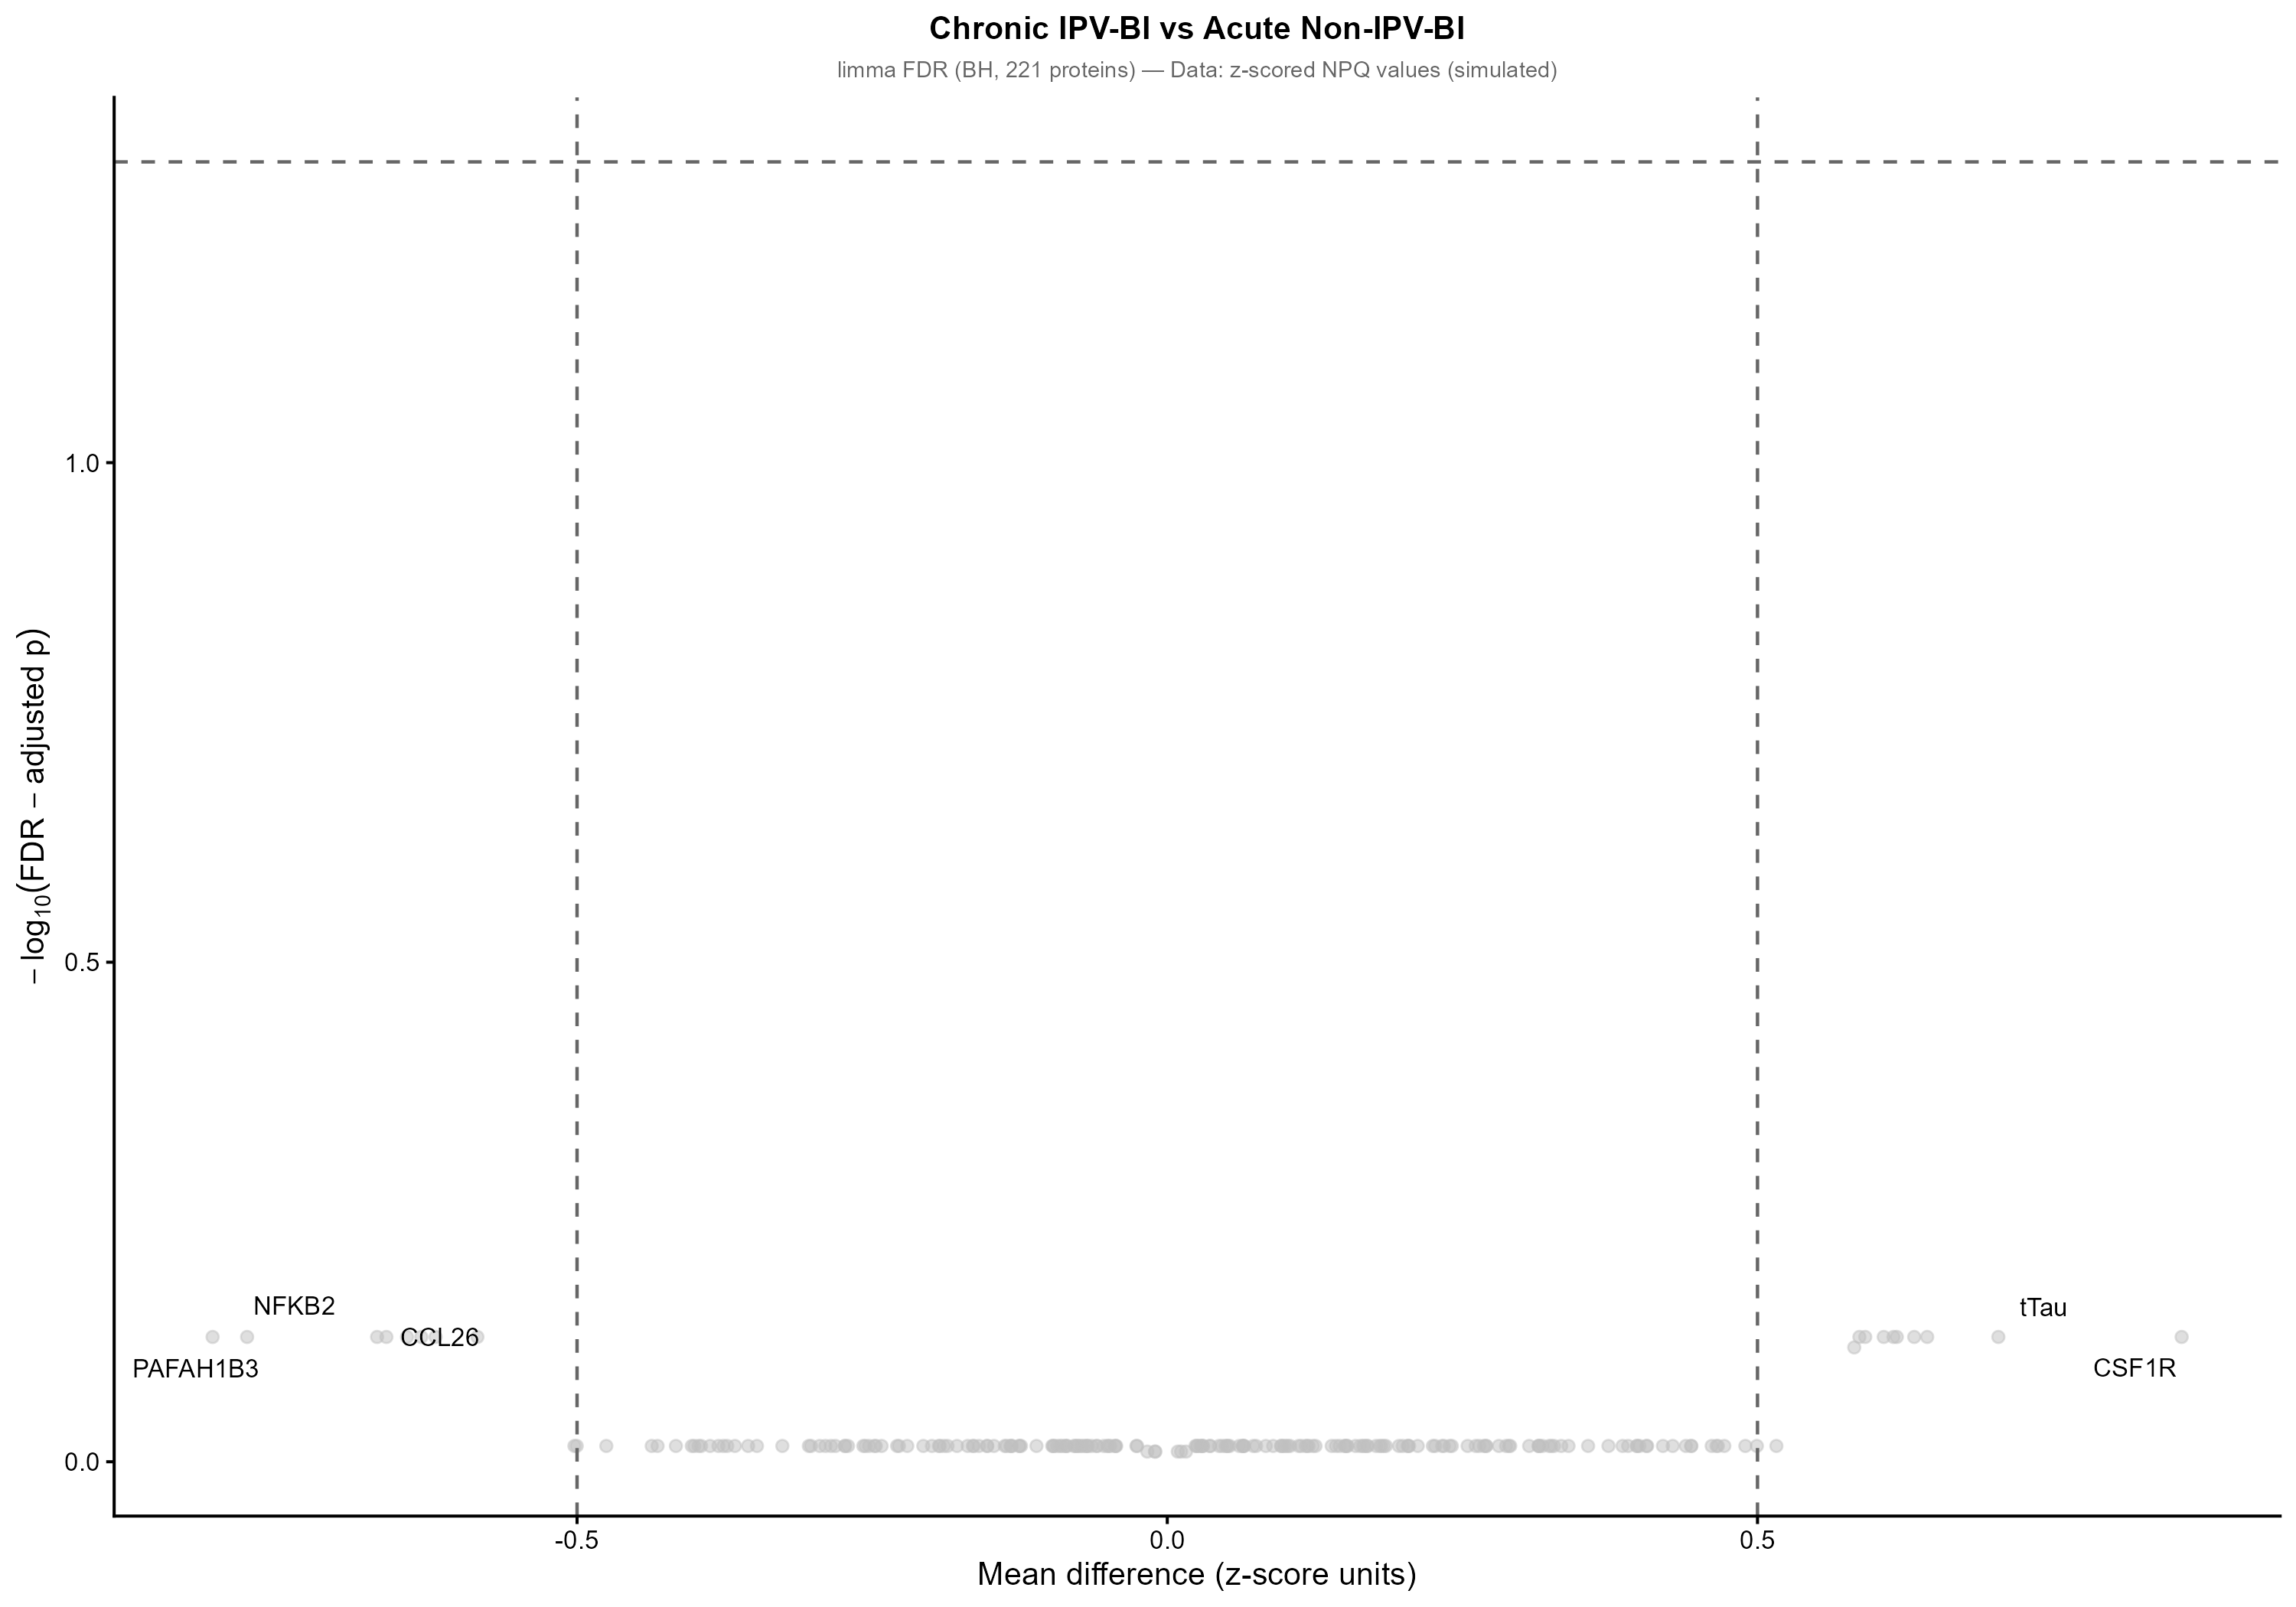 Chronic IPV-BI vs Acute Non-IPV-BI
limma FDR (BH, 221 proteins) — Data: z-scored NPQ values (simulated)
− log10(FDR − adjusted p)
1.0
0.5
0.0
NFKB2
CCL26
PAFAH1B3
tTau
CSF1R
-0.5
0.0
0.5
Mean difference (z-score units)